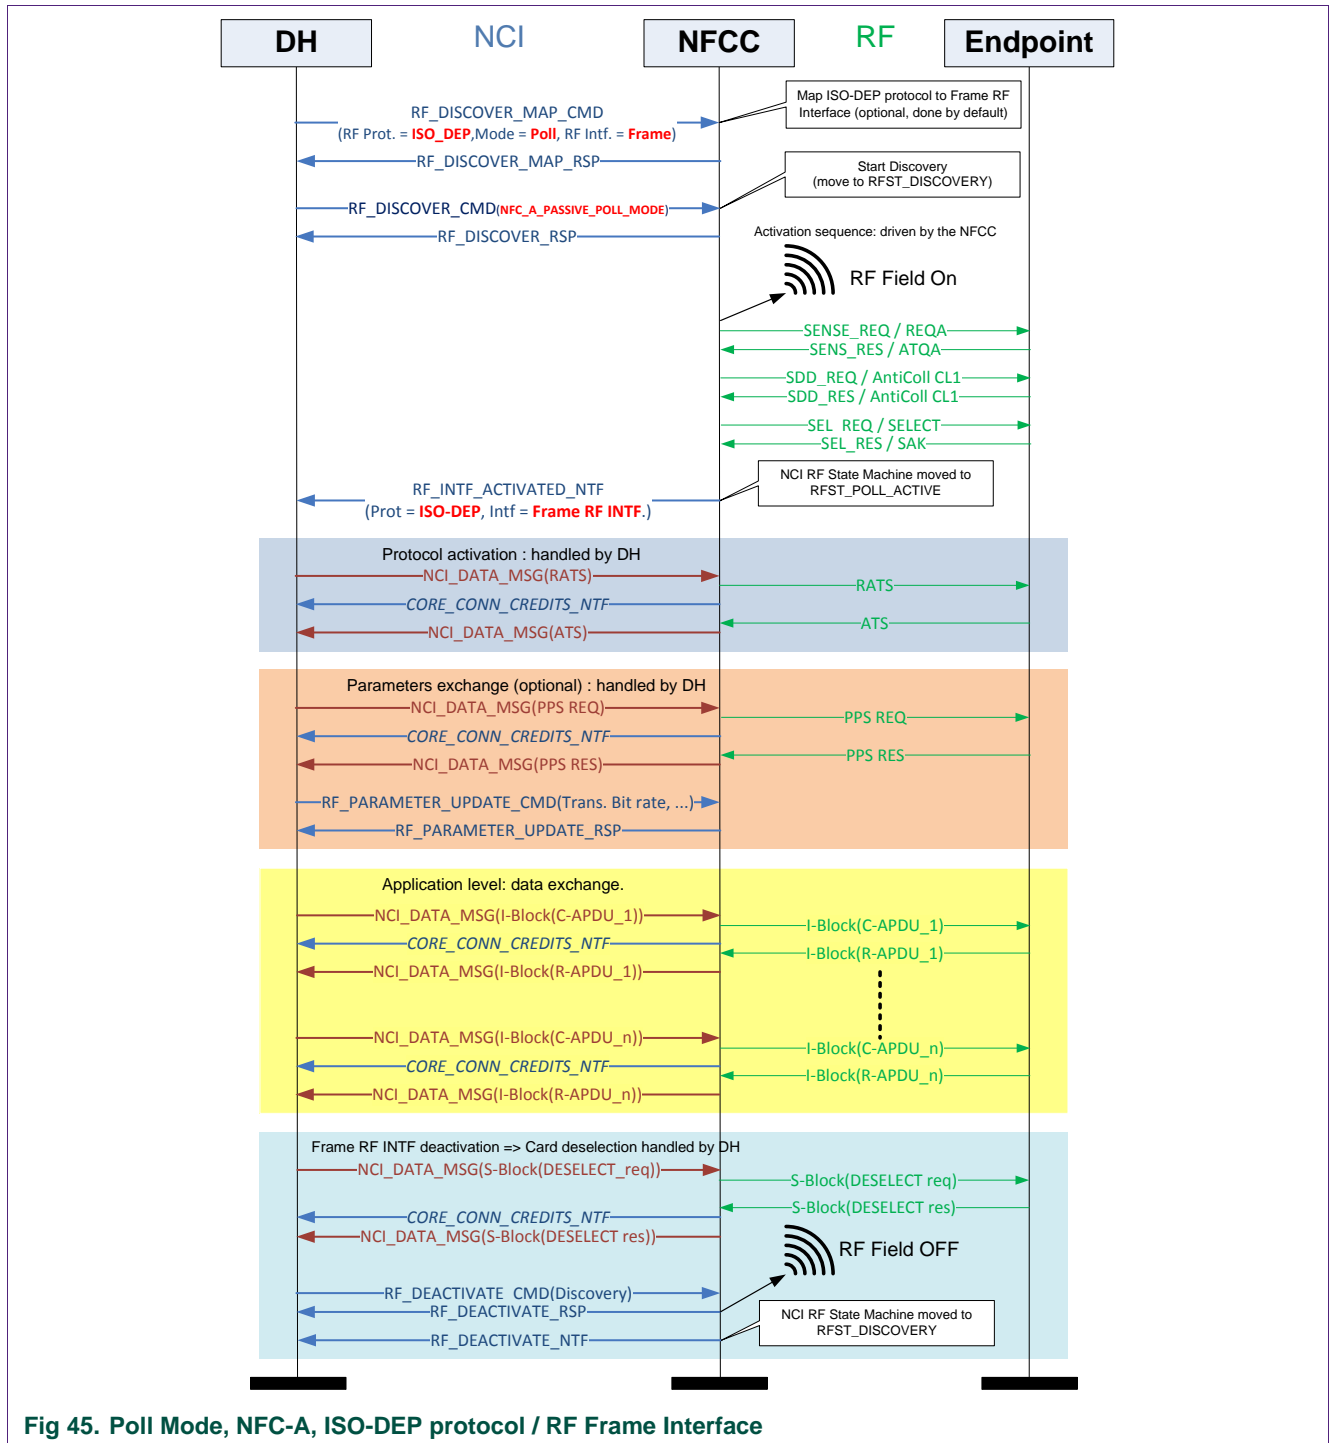 DH NCI NFCC RF Endpoint
Map ISO-DEP protocol to Frame RF
Interface (optional, done by default)
RF_DISCOVER_MAP_CMD
(RF Prot. = ISO_DEP,Mode = Poll, RF Intf. = Frame)
RF_DISCOVER_MAP_RSP
Start Discovery
(move to RFST_DISCOVERY)
RF_DISCOVER_CMD(NFC_A_PASSIVE_POLL_MODE)
RF_DISCOVER_RSP
Activation sequence: driven by the NFCC
RF Field On
SENSE_REQ / REQA
SENS_RES / ATQA
SDD_REQ / AntiColl CL1
SDD_RES / AntiColl CL1
SEL_REQ / SELECT
SEL_RES / SAK
NCI RF State Machine moved to
RFST_POLL_ACTIVE
RF_INTF_ACTIVATED_NTF
(Prot = ISO-DEP, Intf = Frame RF INTF.)
Protocol activation : handled by DH
NCI_DATA_MSG(RATS)
RATS
CORE_CONN_CREDITS_NTF
ATS
NCI_DATA_MSG(ATS)
Parameters exchange (optional) : handled by DH
NCI_DATA_MSG(PPS REQ)
PPS REQ
CORE_CONN_CREDITS_NTF
PPS RES
NCI_DATA_MSG(PPS RES)
RF_PARAMETER_UPDATE_CMD(Trans. Bit rate, ...)
RF_PARAMETER_UPDATE_RSP
Application level: data exchange.
NCI_DATA_MSG(I-Block(C-APDU_1))
I-Block(C-APDU_1)
CORE_CONN_CREDITS_NTF
I-Block(R-APDU_1)
NCI_DATA_MSG(I-Block(R-APDU_1))
NCI_DATA_MSG(I-Block(C-APDU_n))
I-Block(C-APDU_n)
CORE_CONN_CREDITS_NTF
I-Block(R-APDU_n)
NCI_DATA_MSG(I-Block(R-APDU_n))
Frame RF INTF deactivation => Card deselection handled by DH
NCI_DATA_MSG(S-Block(DESELECT_req))
S-Block(DESELECT req)
S-Block(DESELECT res)
CORE_CONN_CREDITS_NTF
NCI_DATA_MSG(S-Block(DESELECT res))
RF Field OFF
RF_DEACTIVATE_CMD(Discovery)
RF_DEACTIVATE_RSP
NCI RF State Machine moved to
RFST_DISCOVERY
RF_DEACTIVATE_NTF
Fig 45. Poll Mode, NFC-A, ISO-DEP protocol / RF Frame Interface